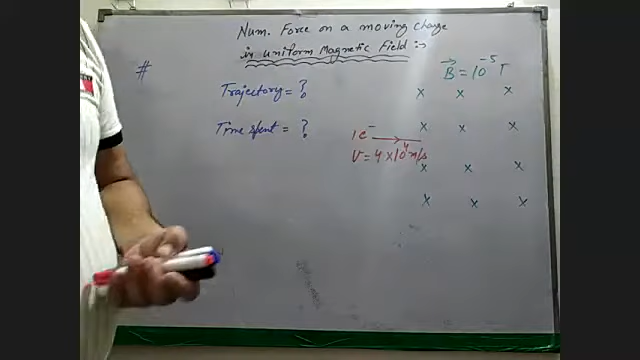 Num. Force on a moving charge
in uniform Magnetic Field :-
#
B⃗ = 10⁻⁵ T
Trajectory = ?
x x x
Time spent = ?
1e⁻
x x x
V = 4 x 10⁴ m/s
x x x
x x x